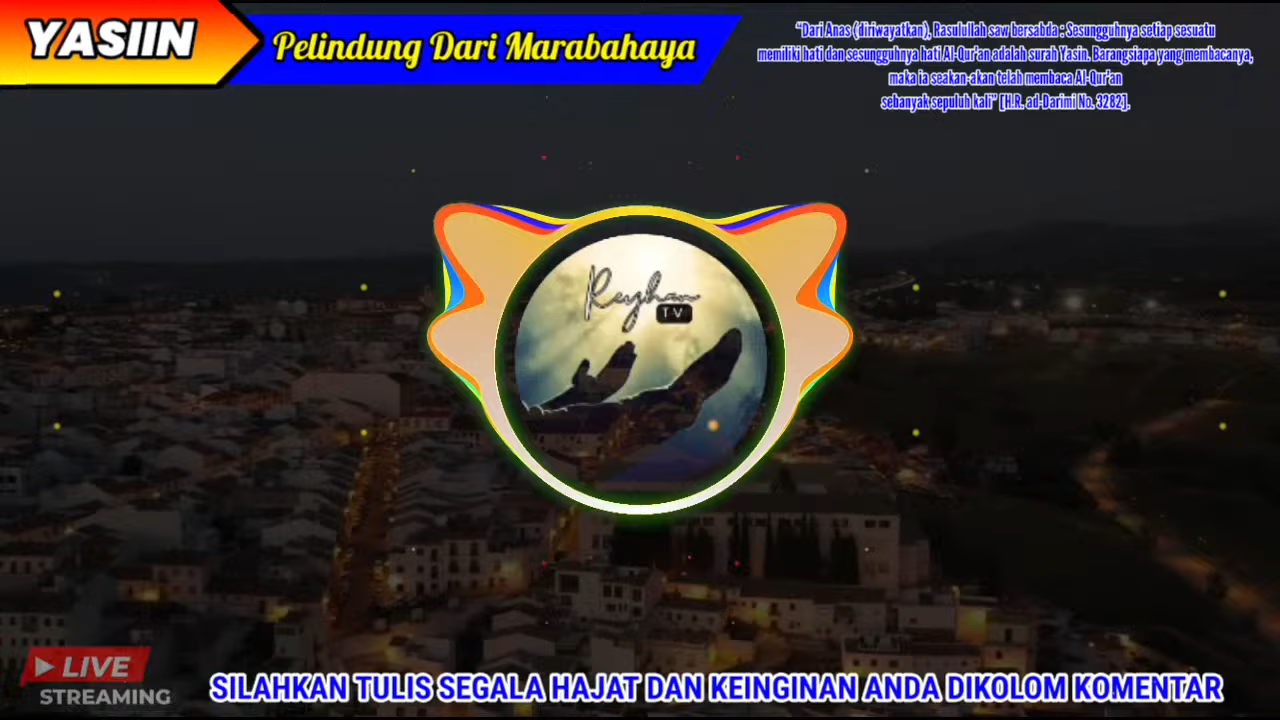 YASIIN
Pelindung Dari Marabahaya
"Dari Anas (diriwayatkan), Rasulullah saw bersabda : Sesungguhnya setiap sesuatu
memiliki hati dan sesungguhnya hati Al-Qur'an adalah surah Yasin. Barangsiapa yang membacanya,
maka ia seakan-akan telah membaca Al-Qur'an
sebanyak sepuluh kali" [H.R. ad-Darimi No. 3282].
Reyhan
TV
LIVE
STREAMING
SILAHKAN TULIS SEGALA HAJAT DAN KEINGINAN ANDA DIKOLOM KOMENTAR